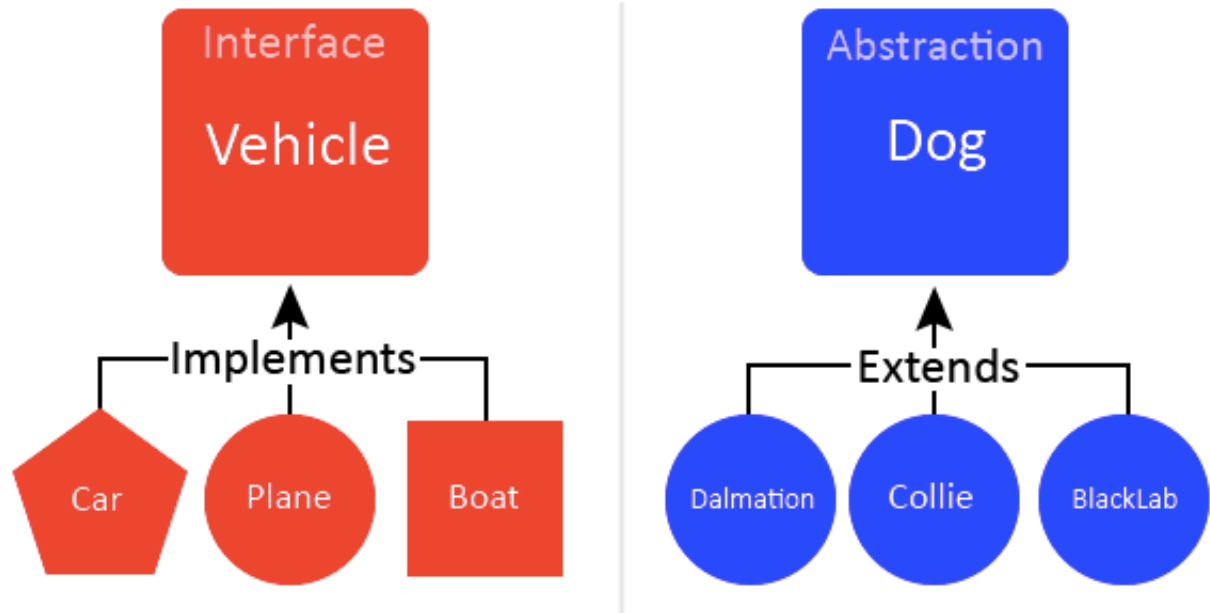 Interface
Vehicle
Implements
Car
Plane
Boat
Abstraction
Dog
Extends
Dalmation
Collie
BlackLab